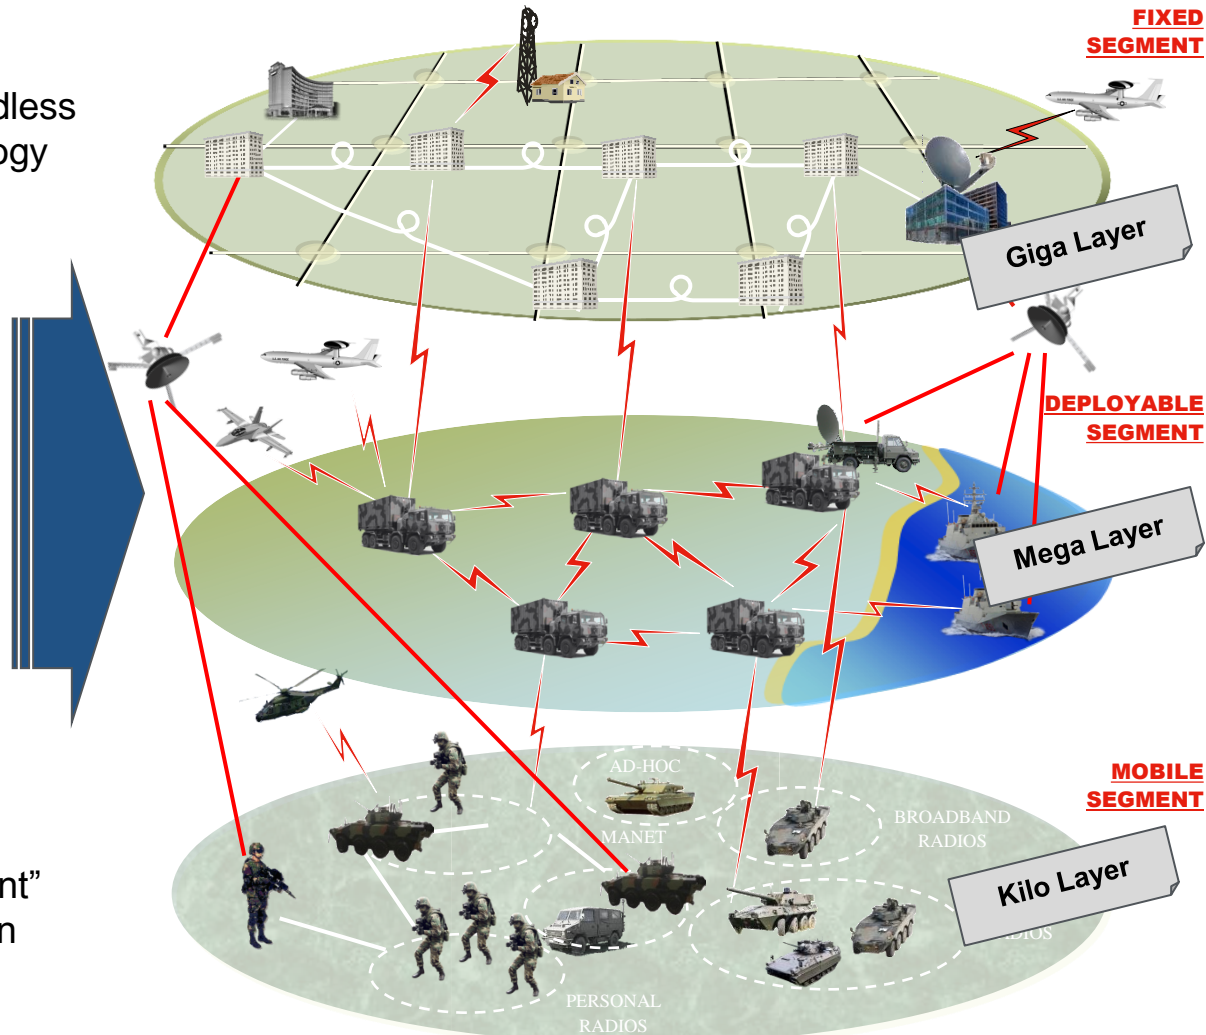 FIXED
SEGMENT
dless
ogy
Giga Layer
DEPLOYABLE
SEGMENT
Mega Layer
MOBILE
SEGMENT
AD-HOC
BROADBAND
RADIOS
MANET
Kilo Layer
nt”
n
PERSONAL
RADIOS